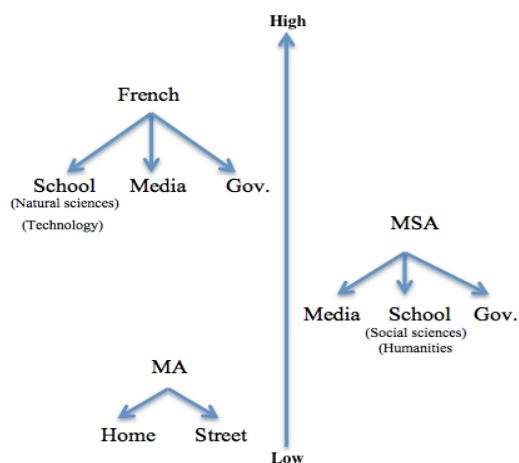 High
French
School Media Gov.
(Natural sciences)
(Technology)
MSA
Media School Gov.
(Social sciences)
(Humanities
MA
Home Street
Low